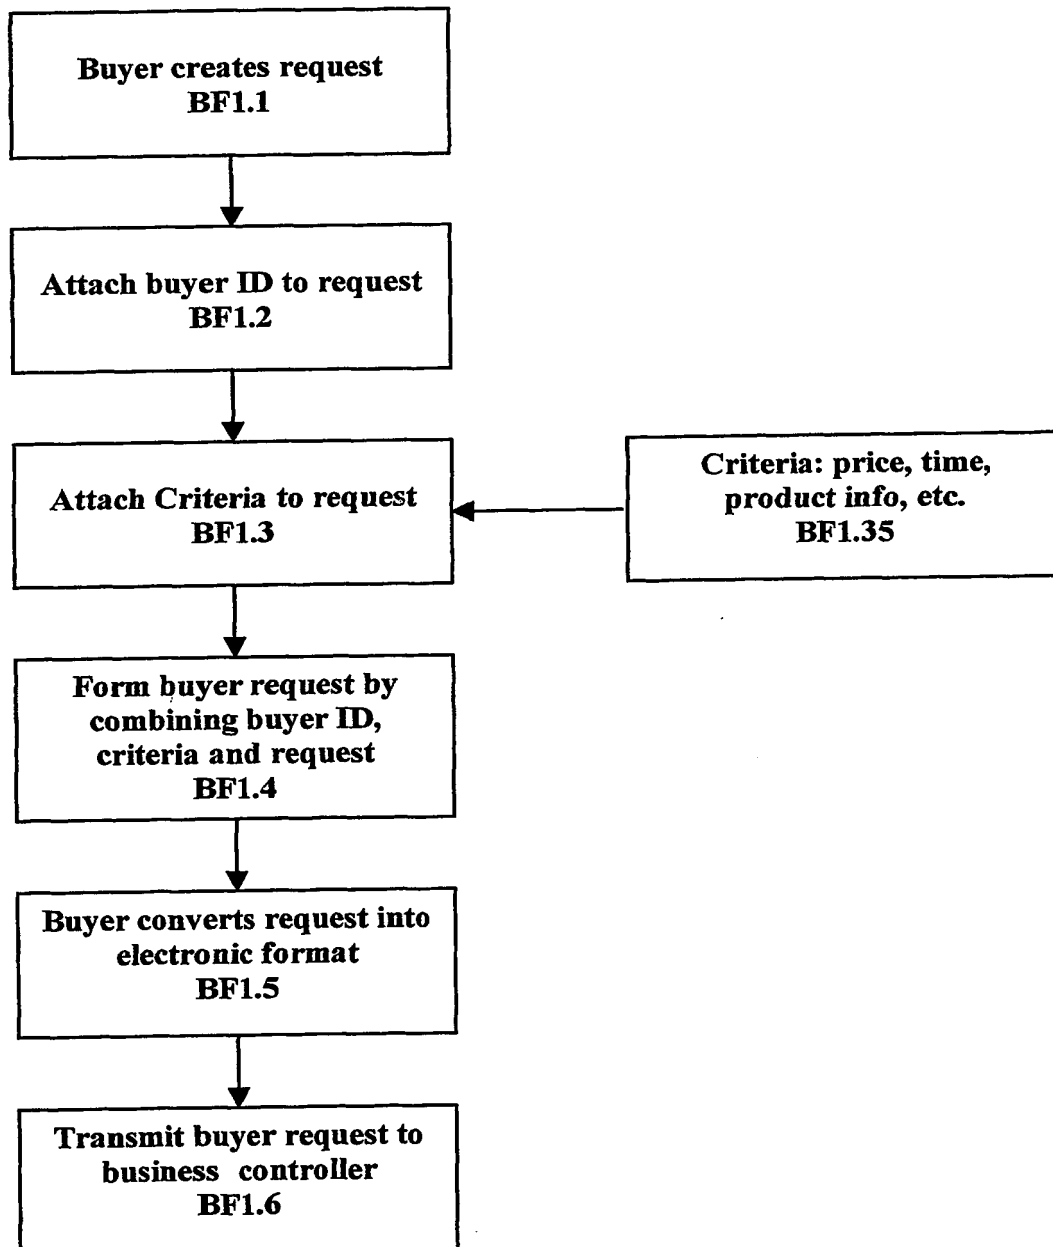 Buyer creates request
BF1.1
Attach buyer ID to request
BF1.2
Attach Criteria to request
BF1.3
Criteria: price, time,
product info, etc.
BF1.35
Form buyer request by
combining buyer ID,
criteria and request
BF1.4
Buyer converts request into
electronic format
BF1.5
Transmit buyer request to
business controller
BF1.6